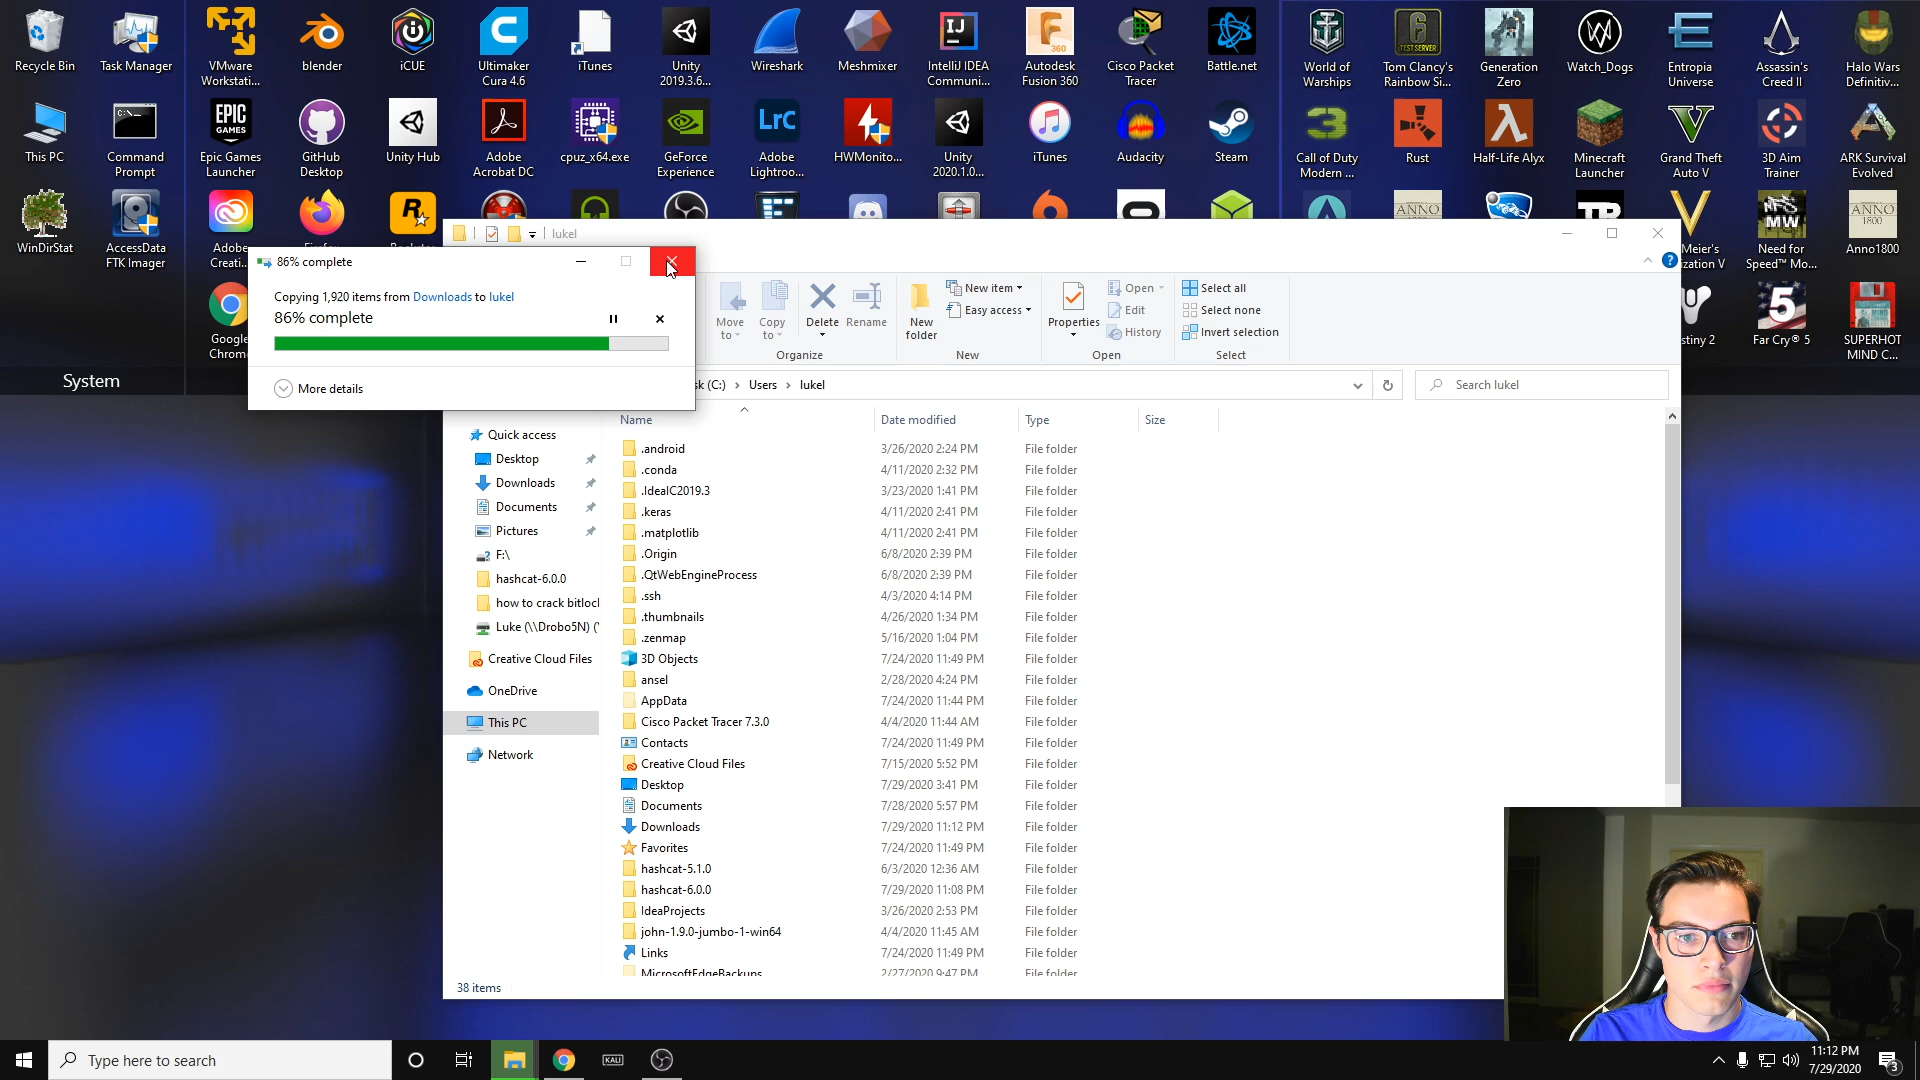 Recycle Bin
Task Manager
VMware Workstati...
blender
iCUE
Ultimaker Cura 4.6
iTunes
Unity 2019.3.6...
Wireshark
Meshmixer
IntelliJ IDEA Communi...
Autodesk Fusion 360
Cisco Packet Tracer
Battle.net
World of Warships
Tom Clancy's Rainbow Si...
Generation Zero
Watch_Dogs
Entropia Universe
Assassin's Creed II
Halo Wars Definitiv...
This PC
Command Prompt
Epic Games Launcher
GitHub Desktop
Unity Hub
Adobe Acrobat DC
cpuz_x64.exe
GeForce Experience
Adobe Lightroo...
HWMonito...
Unity 2020.1.0...
iTunes
Audacity
Steam
Call of Duty Modern ...
Rust
Half-Life Alyx
Minecraft Launcher
Grand Theft Auto V
3D Aim Trainer
ARK Survival Evolved
WinDirStat
AccessData FTK Imager
Adobe Creati...
Meier's
ization V
Need for Speed™ Mo...
Anno1800
Google Chrom
stiny 2
Far Cry® 5
SUPERHOT MIND C...
System
lukel
86% complete
Copying 1,920 items from Downloads to lukel
86% complete
More details
Move to
Copy to
Delete
Rename
New folder
New item
Easy access
Properties
Open
Edit
History
Select all
Select none
Invert selection
Organize
New
Open
Select
sk (C:) › Users › lukel
Search lukel
Name Date modified Type Size
Quick access
Desktop
Downloads
Documents
Pictures
F:\
hashcat-6.0.0
how to crack bitloc
Luke (\\Drobo5N) (
Creative Cloud Files
OneDrive
This PC
Network
.android 3/26/2020 2:24 PM File folder
.conda 4/11/2020 2:32 PM File folder
.IdeaIC2019.3 3/23/2020 1:41 PM File folder
.keras 4/11/2020 2:41 PM File folder
.matplotlib 4/11/2020 2:41 PM File folder
.Origin 6/8/2020 2:39 PM File folder
.QtWebEngineProcess 6/8/2020 2:39 PM File folder
.ssh 4/3/2020 4:14 PM File folder
.thumbnails 4/26/2020 1:34 PM File folder
.zenmap 5/16/2020 1:04 PM File folder
3D Objects 7/24/2020 11:49 PM File folder
ansel 2/28/2020 4:24 PM File folder
AppData 7/24/2020 11:44 PM File folder
Cisco Packet Tracer 7.3.0 4/4/2020 11:44 AM File folder
Contacts 7/24/2020 11:49 PM File folder
Creative Cloud Files 7/15/2020 5:52 PM File folder
Desktop 7/29/2020 3:41 PM File folder
Documents 7/28/2020 5:57 PM File folder
Downloads 7/29/2020 11:12 PM File folder
Favorites 7/24/2020 11:49 PM File folder
hashcat-5.1.0 6/3/2020 12:36 AM File folder
hashcat-6.0.0 7/29/2020 11:08 PM File folder
IdeaProjects 3/26/2020 2:53 PM File folder
john-1.9.0-jumbo-1-win64 4/4/2020 11:45 AM File folder
Links 7/24/2020 11:49 PM File folder
MicrosoftEdgeBackups 2/27/2020 9:47 PM File folder
38 items
Type here to search
KALI
11:12 PM
7/29/2020
3